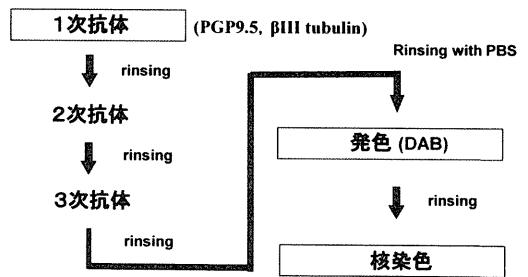 1次抗体 (PGP9.5, βIII tubulin)
rinsing
2次抗体
rinsing
3次抗体
rinsing
Rinsing with PBS
発色 (DAB)
rinsing
核染色